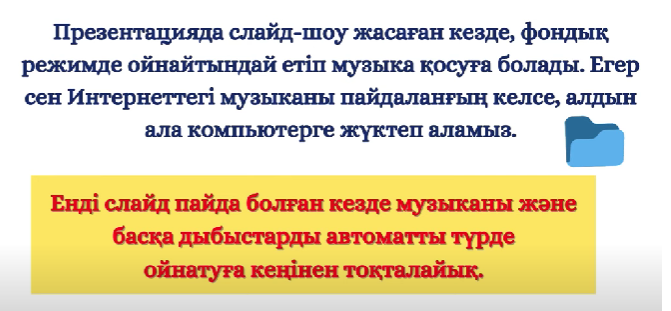 Презентацияда слайд-шоу жасаған кезде, фондық
режимде ойнайтындай етіп музыка қосуға болады. Егер
сен Интернеттегі музыканы пайдаланғың келсе, алдын
ала компьютерге жүктеп аламыз.
Енді слайд пайда болған кезде музыканы және
басқа дыбыстарды автоматты түрде
ойнатуға кеңінен тоқталайық.